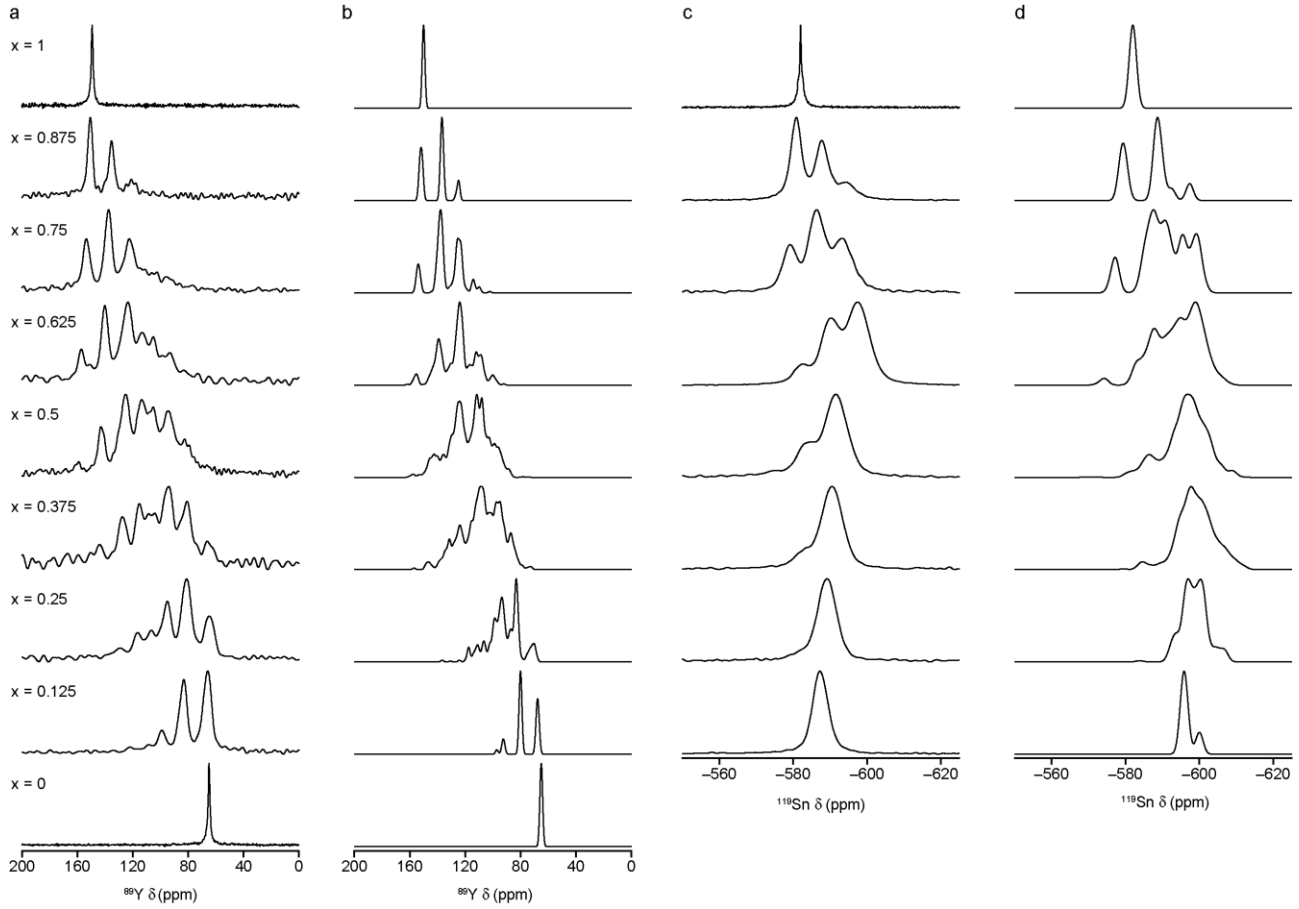 a
b
c
d
x = 1
x = 0.875
x = 0.75
x = 0.625
x = 0.5
x = 0.375
x = 0.25
x = 0.125
–560 –580 –600 –620
–560 –580 –600 –620
¹¹⁹Sn δ (ppm)
¹¹⁹Sn δ (ppm)
x = 0
200 160 120 80 40 0
200 160 120 80 40 0
⁸⁹Y δ (ppm)
⁸⁹Y δ (ppm)